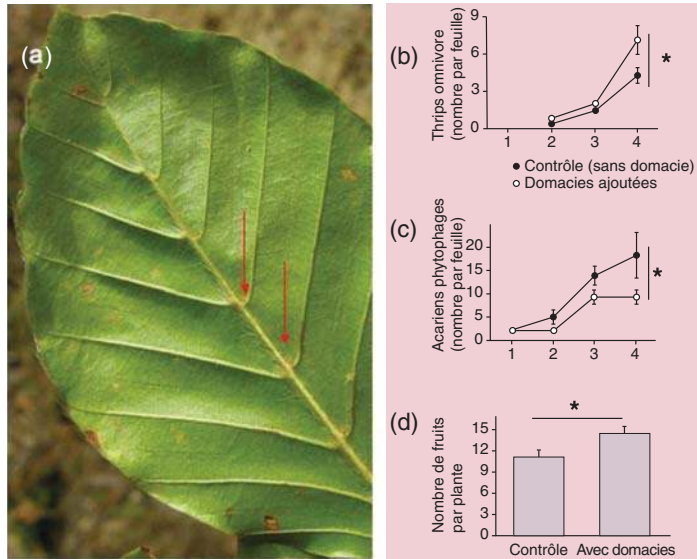 (a)
(b)
Thrips omnivore
(nombre par feuille)
9
6
3
0
1 2 3 4
*
Contrôle (sans domacie)
Domacies ajoutées
(c)
Acariens phytophages
(nombre par feuille)
20
15
10
5
0
1 2 3 4
*
(d)
Nombre de fruits
par plante
15
12
9
6
3
0
*
Contrôle Avec domacies